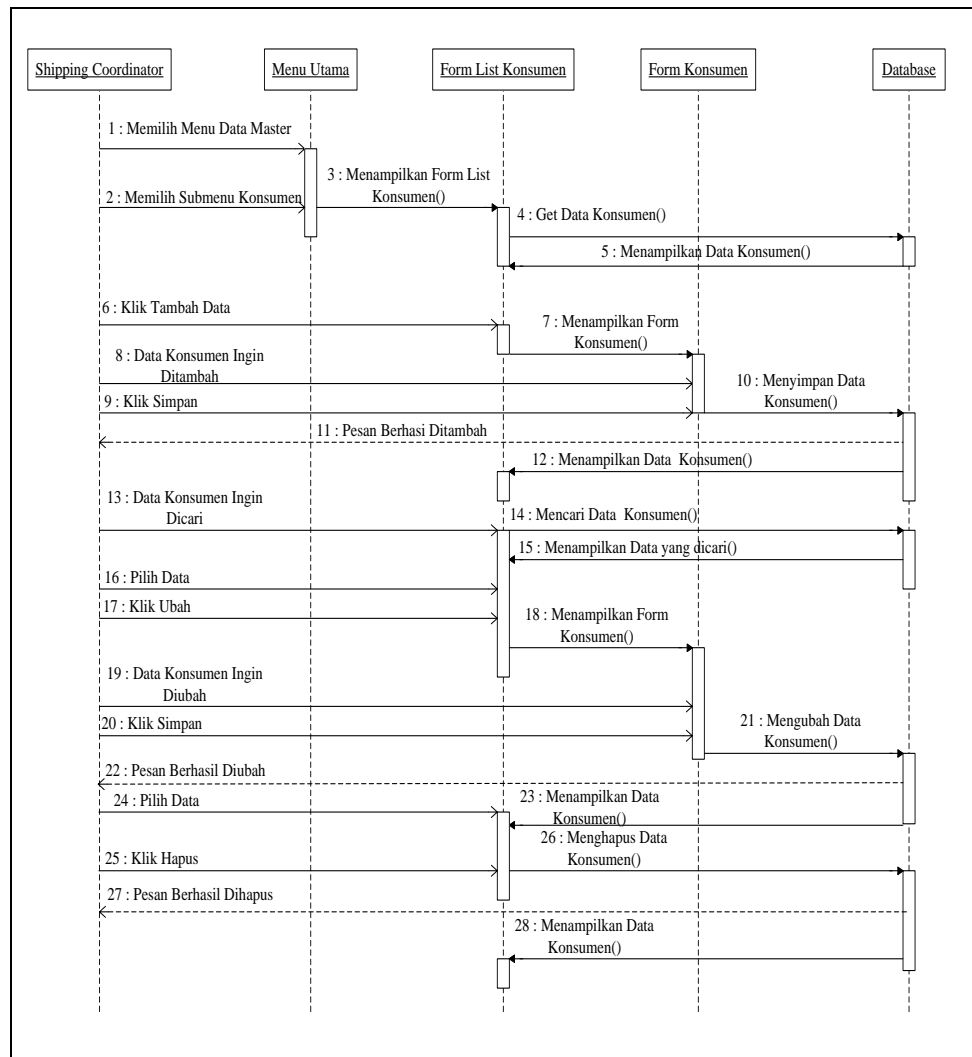 Shipping Coordinator
Menu Utama
Form List Konsumen
Form Konsumen
Database
1 : Memilih Menu Data Master
3 : Menampilkan Form List
Konsumen()
2 : Memilih Submenu Konsumen
4 : Get Data Konsumen()
5 : Menampilkan Data Konsumen()
6 : Klik Tambah Data
7 : Menampilkan Form
Konsumen()
8 : Data Konsumen Ingin
Ditambah
9 : Klik Simpan
10 : Menyimpan Data
Konsumen()
11 : Pesan Berhasi Ditambah
12 : Menampilkan Data Konsumen()
13 : Data Konsumen Ingin
Dicari
14 : Mencari Data Konsumen()
15 : Menampilkan Data yang dicari()
16 : Pilih Data
17 : Klik Ubah
18 : Menampilkan Form
Konsumen()
19 : Data Konsumen Ingin
Diubah
20 : Klik Simpan
21 : Mengubah Data
Konsumen()
22 : Pesan Berhasil Diubah
23 : Menampilkan Data
Konsumen()
24 : Pilih Data
25 : Klik Hapus
26 : Menghapus Data
Konsumen()
27 : Pesan Berhasil Dihapus
28 : Menampilkan Data
Konsumen()